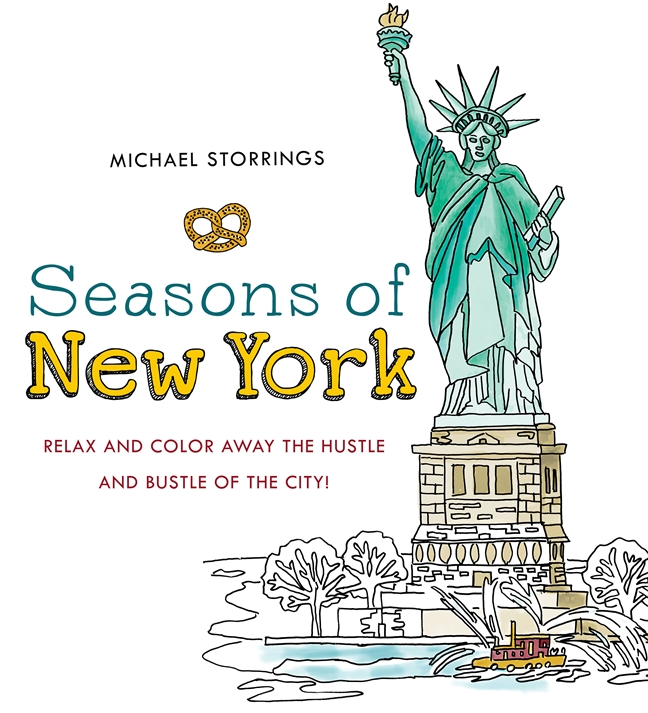 MICHAEL STORRINGS
Seasons of
New York
RELAX AND COLOR AWAY THE HUSTLE
AND BUSTLE OF THE CITY!